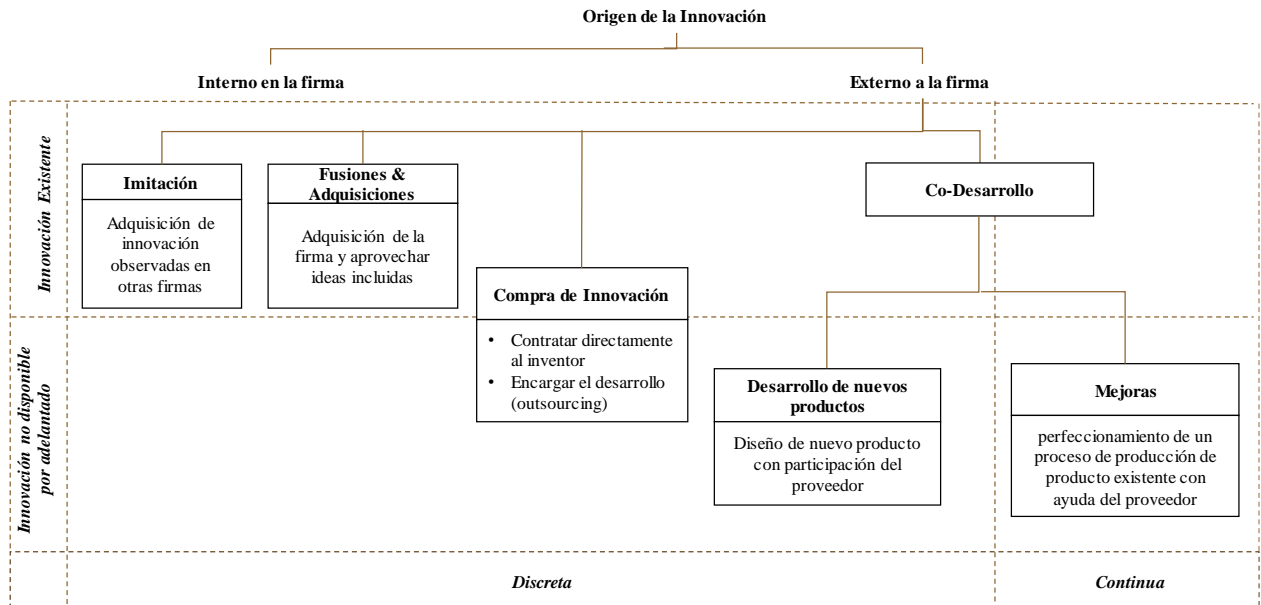 Origen de la Innovación
Interno en la firma
Externo a la firma
Innovación Existente
Imitación
Adquisición de
innovación
observadas en
otras firmas
Fusiones &
Adquisiciones
Adquisición de la
firma y aprovechar
ideas incluidas
Compra de Innovación
• Contratar directamente
al inventor
• Encargar el desarrollo
(outsourcing)
Co-Desarrollo
Innovación no disponible
por adelantado
Desarrollo de nuevos
productos
Diseño de nuevo producto
con participación del
proveedor
Mejoras
perfeccionamiento de un
proceso de producción de
producto existente con
ayuda del proveedor
Discreta
Continua